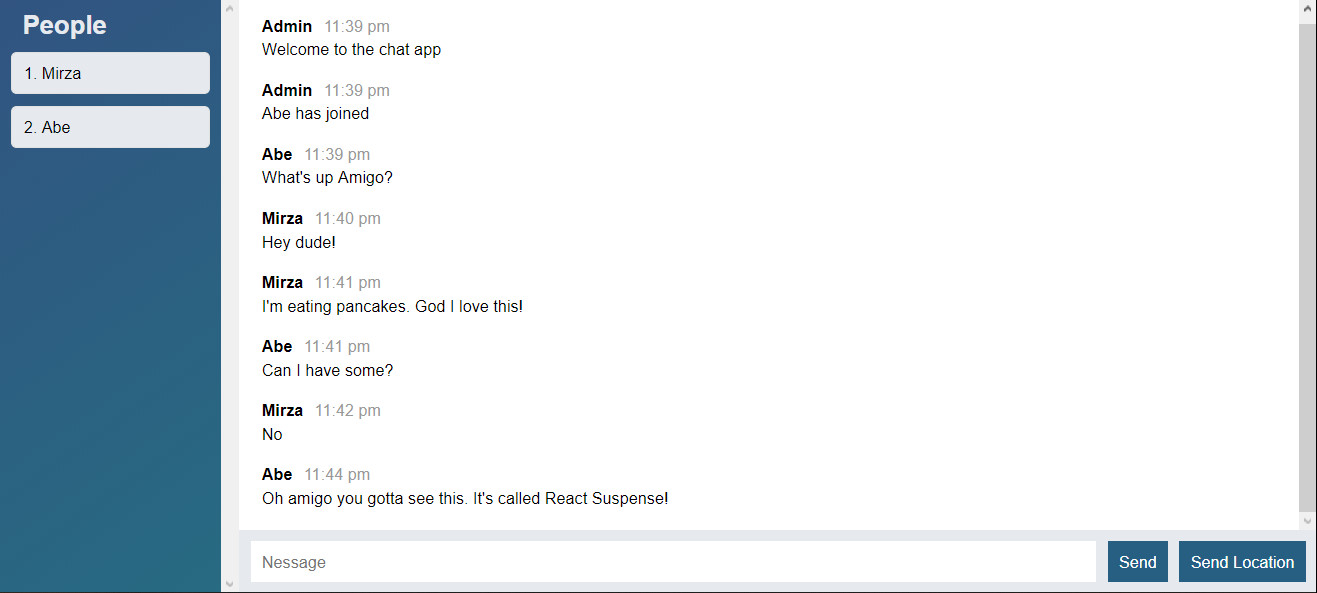 People
1. Mirza
2. Abe
Admin 11:39 pm
Welcome to the chat app
Admin 11:39 pm
Abe has joined
Abe 11:39 pm
What's up Amigo?
Mirza 11:40 pm
Hey dude!
Mirza 11:41 pm
I'm eating pancakes. God I love this!
Abe 11:41 pm
Can I have some?
Mirza 11:42 pm
No
Abe 11:44 pm
Oh amigo you gotta see this. It's called React Suspense!
Message
Send
Send Location